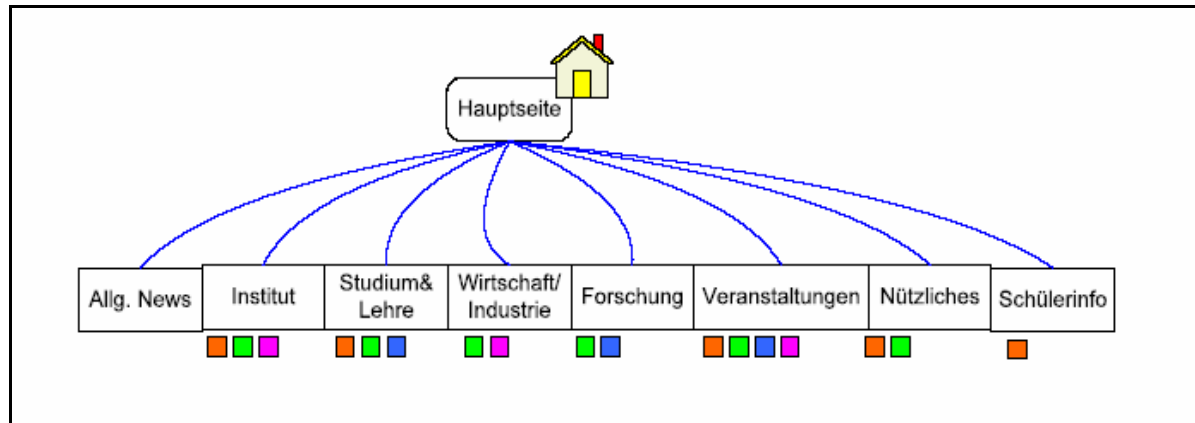 Hauptseite
Allg. News
Institut
Studium&
Lehre
Wirtschaft/
Industrie
Forschung
Veranstaltungen
Nützliches
Schülerinfo